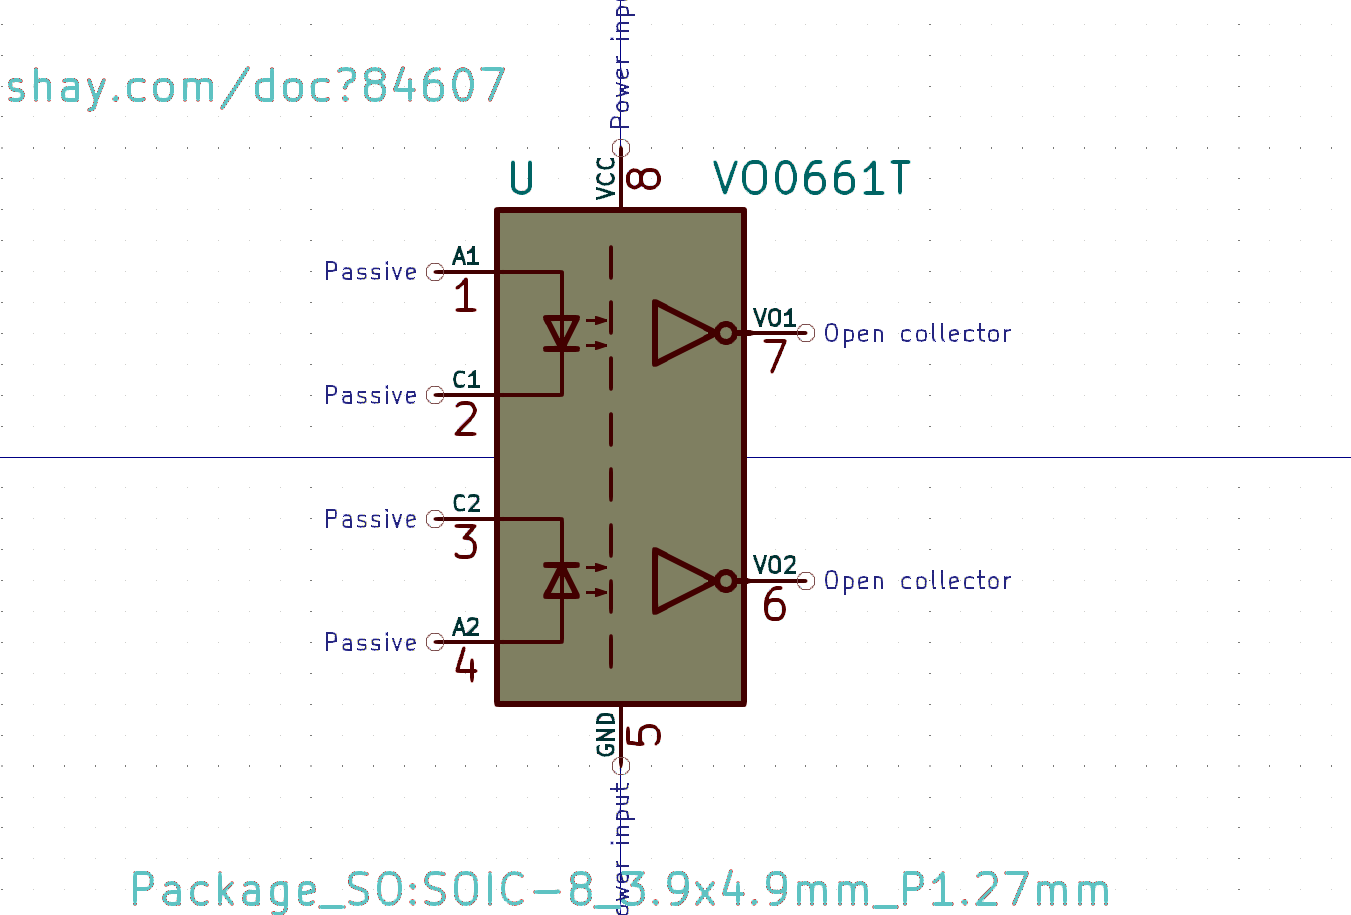 Power inp
shay.com/doc?84607
U
VCC
8
VO0661T
Passive
A1
1
VO1
7
Open collector
Passive
C1
2
Passive
C2
3
VO2
6
Open collector
Passive
A2
4
GND
5
ower input
Package_SO:SOIC-8_3.9x4.9mm_P1.27mm